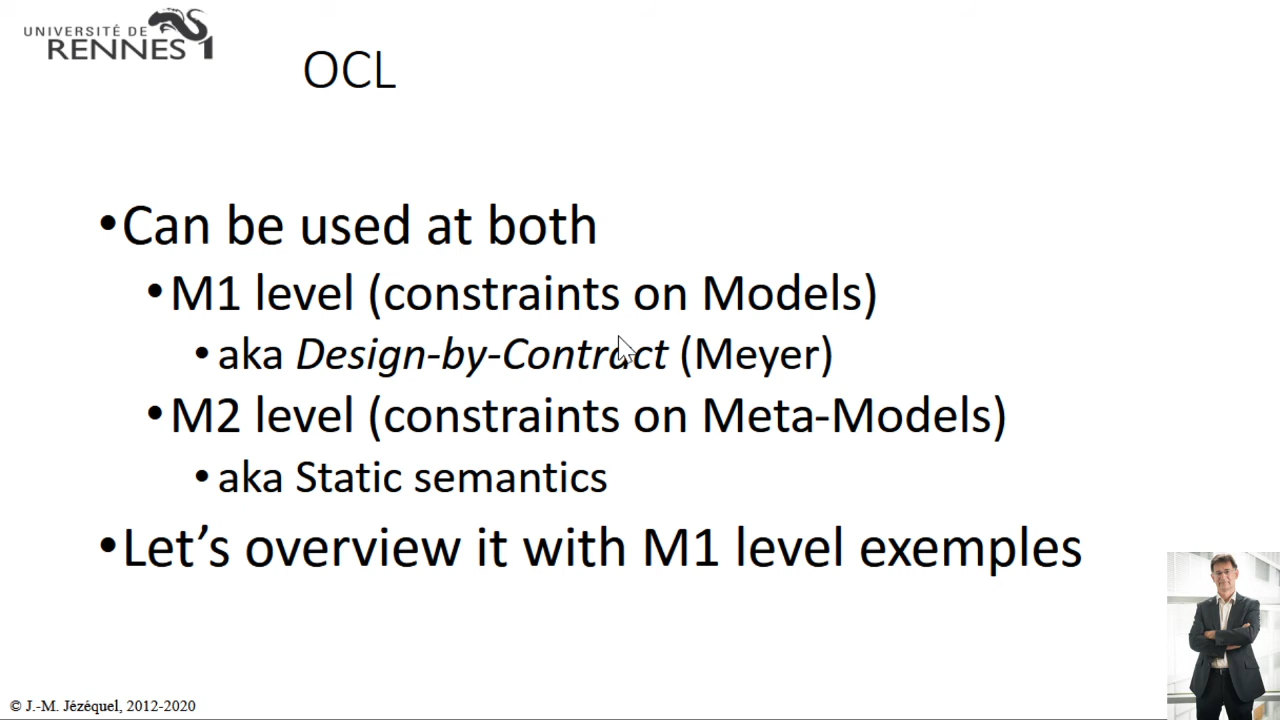 UNIVERSITÉ DE
RENNES 1
OCL
•Can be used at both
•M1 level (constraints on Models)
•aka Design-by-Contract (Meyer)
•M2 level (constraints on Meta-Models)
•aka Static semantics
•Let’s overview it with M1 level exemples
© J.-M. Jézéquel, 2012-2020